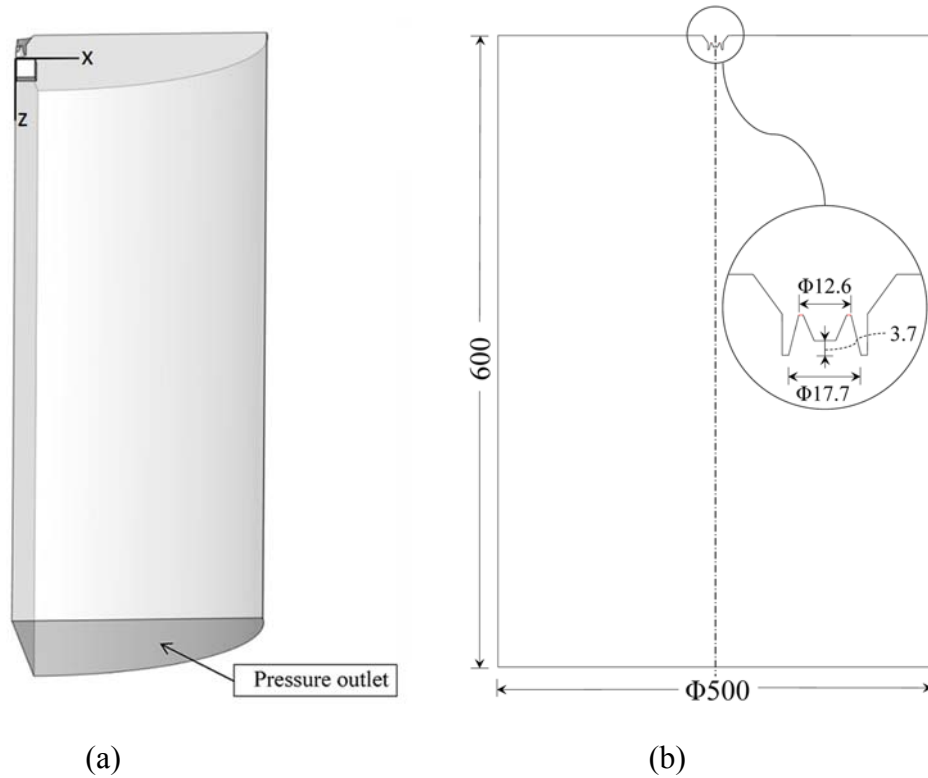 X
Z
Pressure outlet
(a)
600
Φ12.6
3.7
Φ17.7
Φ500
(b)